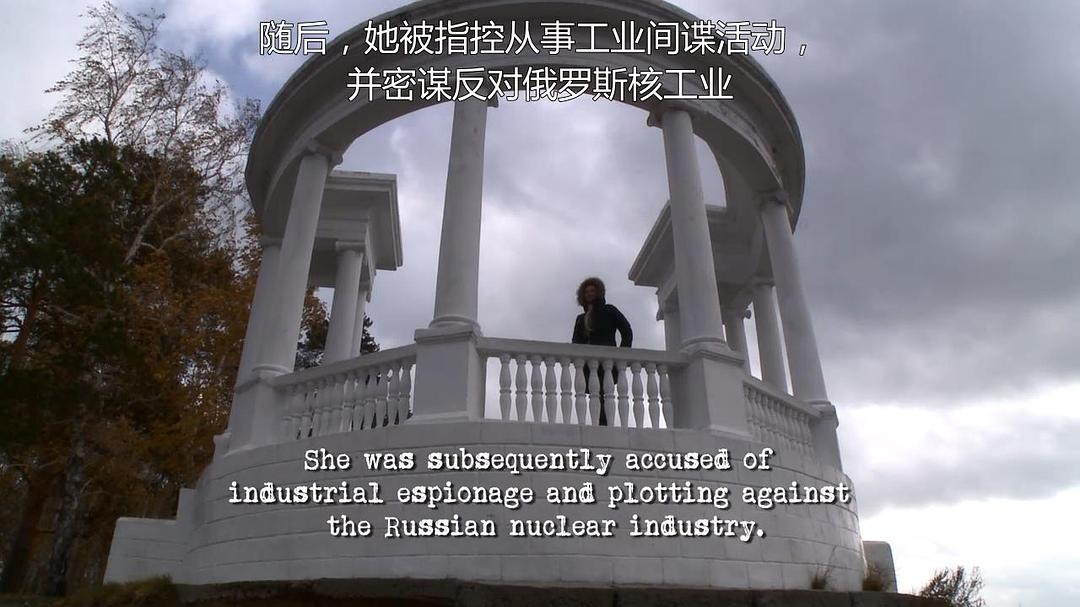 随后，她被指控从事工业间谍活动，
并密谋反对俄罗斯核工业
She was subsequently accused of
industrial espionage and plotting against
the Russian nuclear industry.